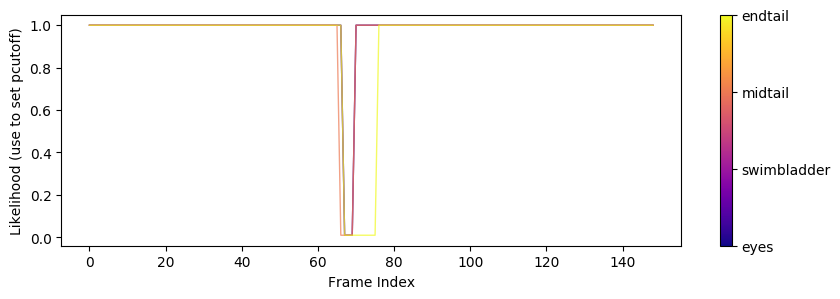 Likelihood (use to set pcutoff)
1.0
0.8
0.6
0.4
0.2
0.0
0
20
40
60
80
100
120
140
Frame Index
endtail
midtail
swimbladder
eyes